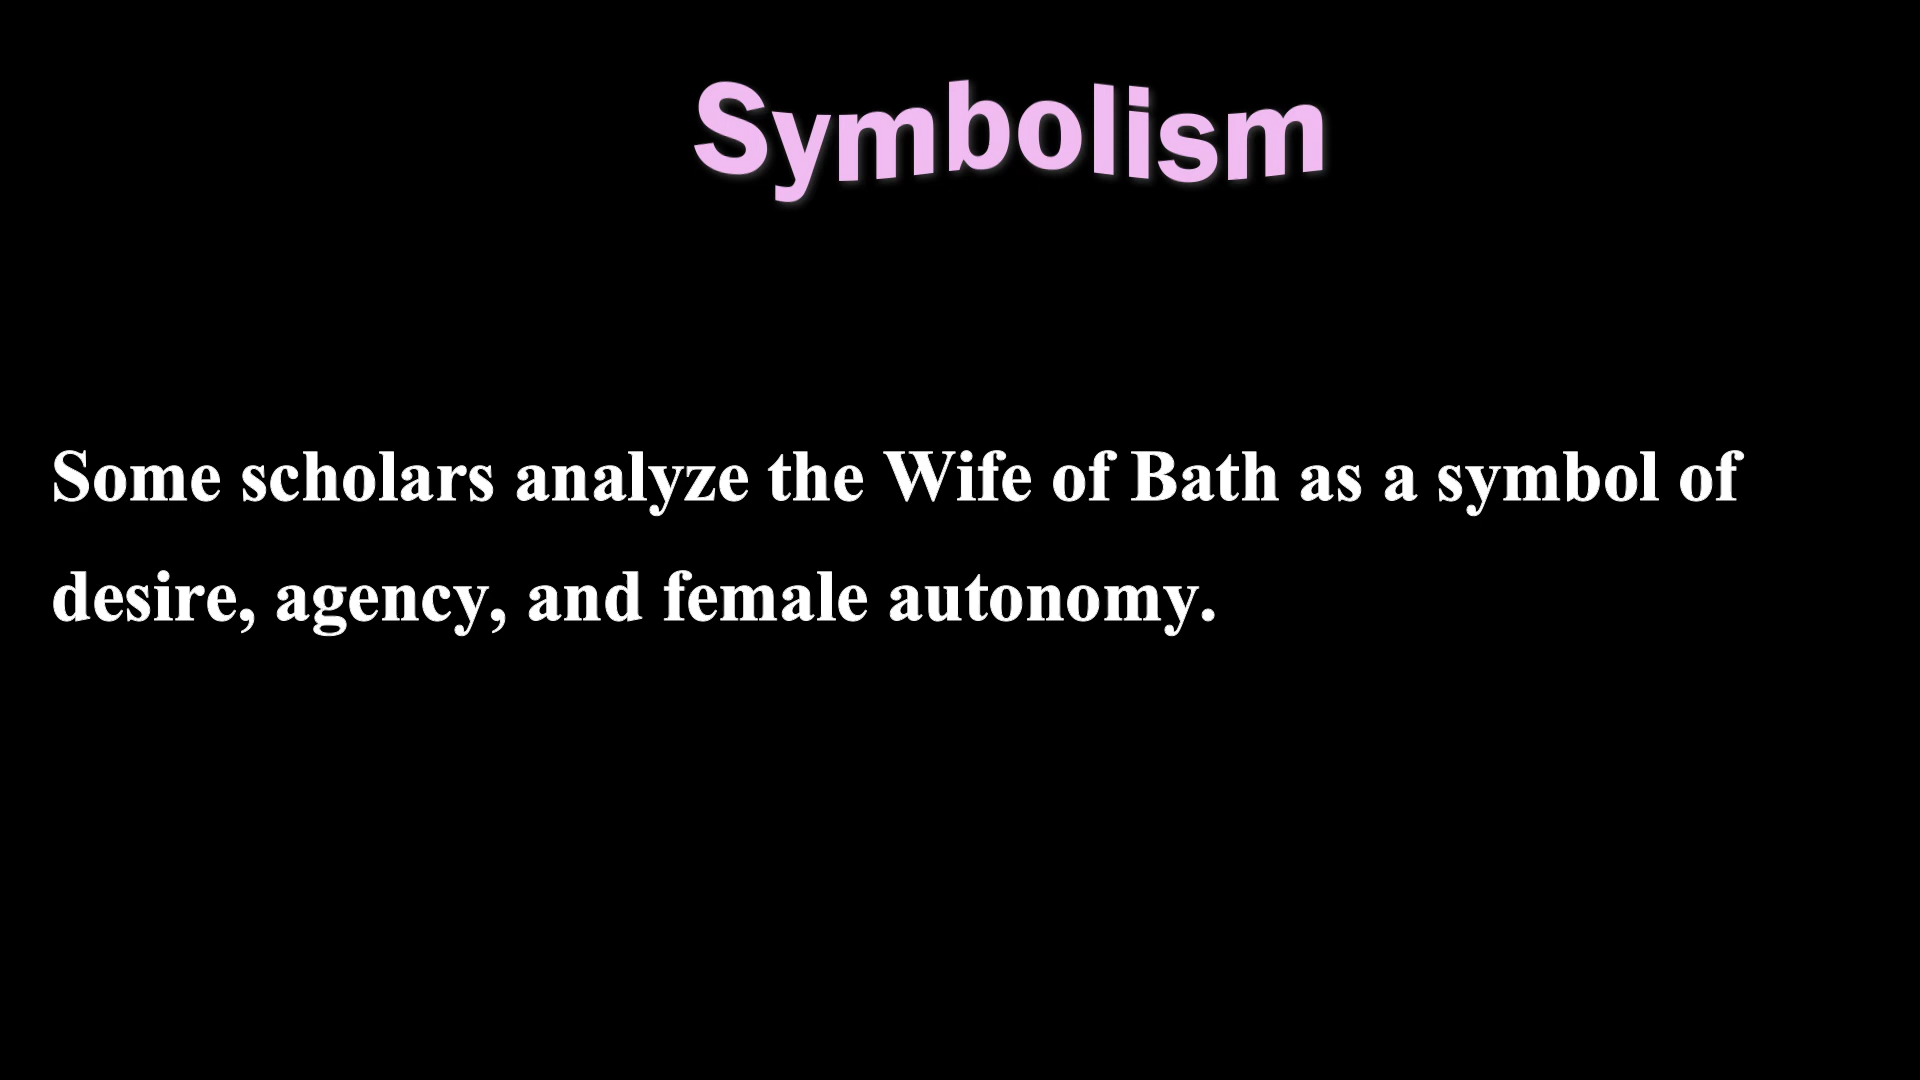 Symbolism
Some scholars analyze the Wife of Bath as a symbol of
desire, agency, and female autonomy.